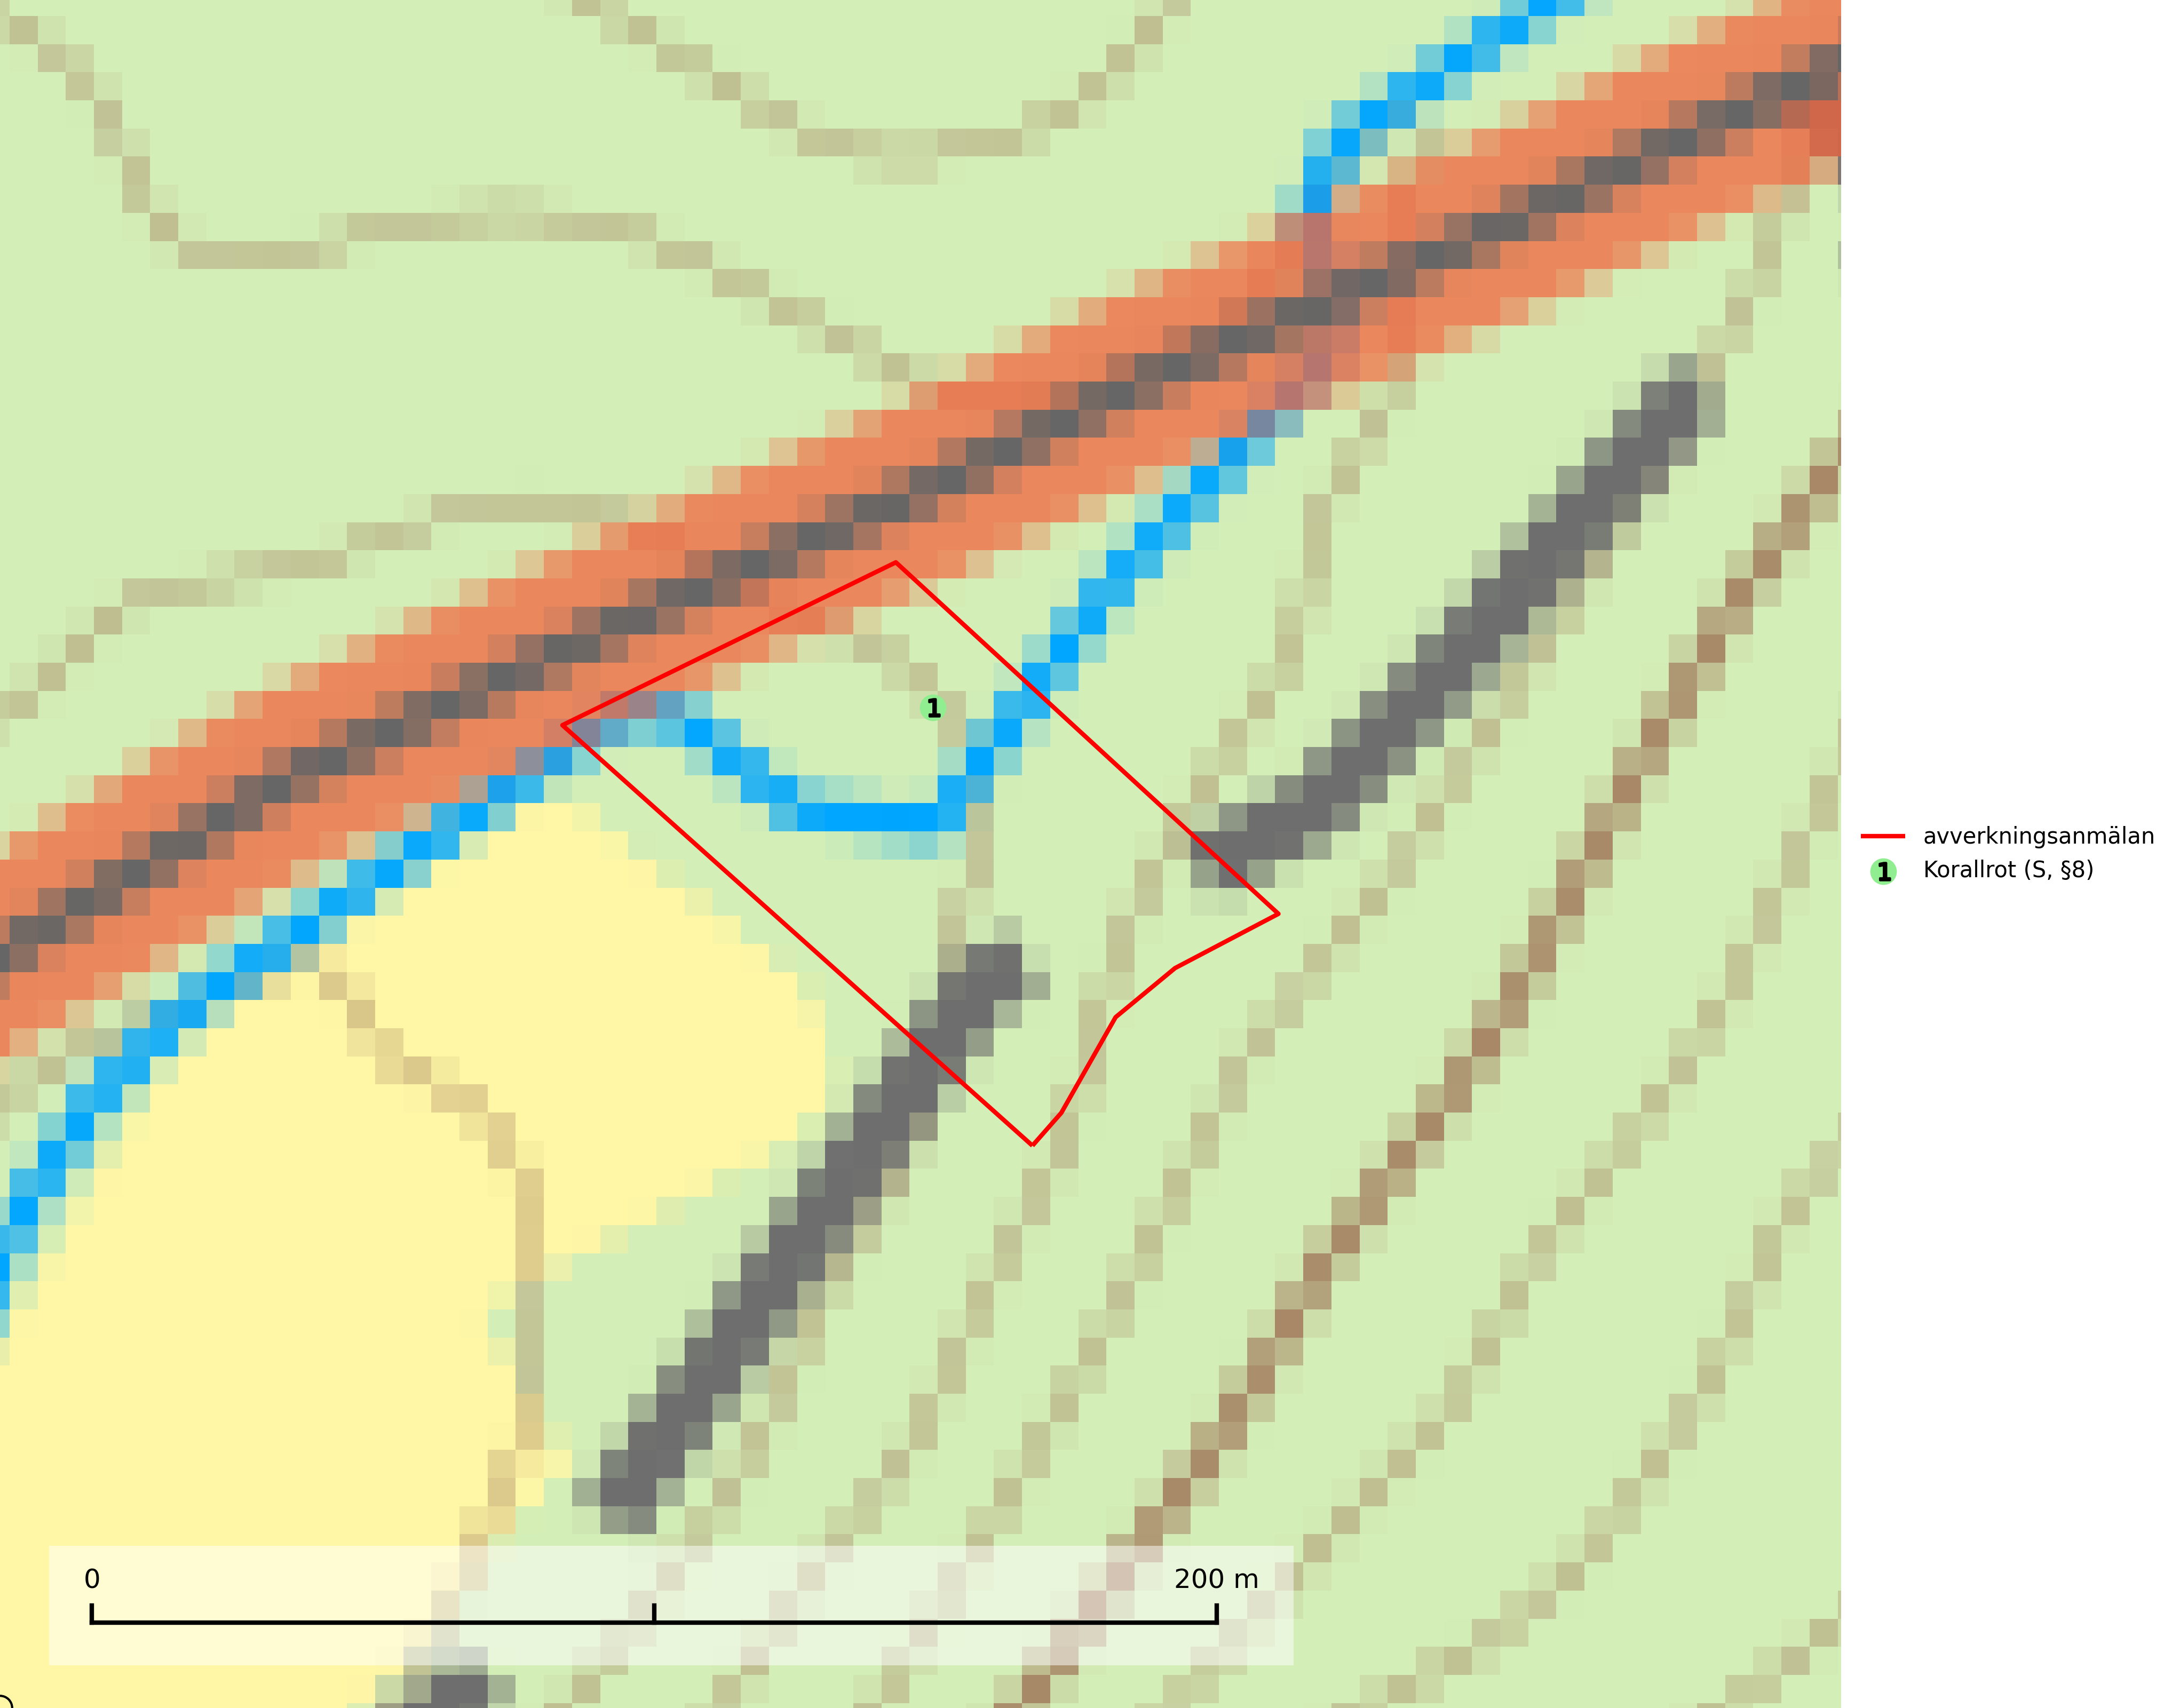 1
avverkningsanmälan
1 Korallrot (S, §8)
0 200 m